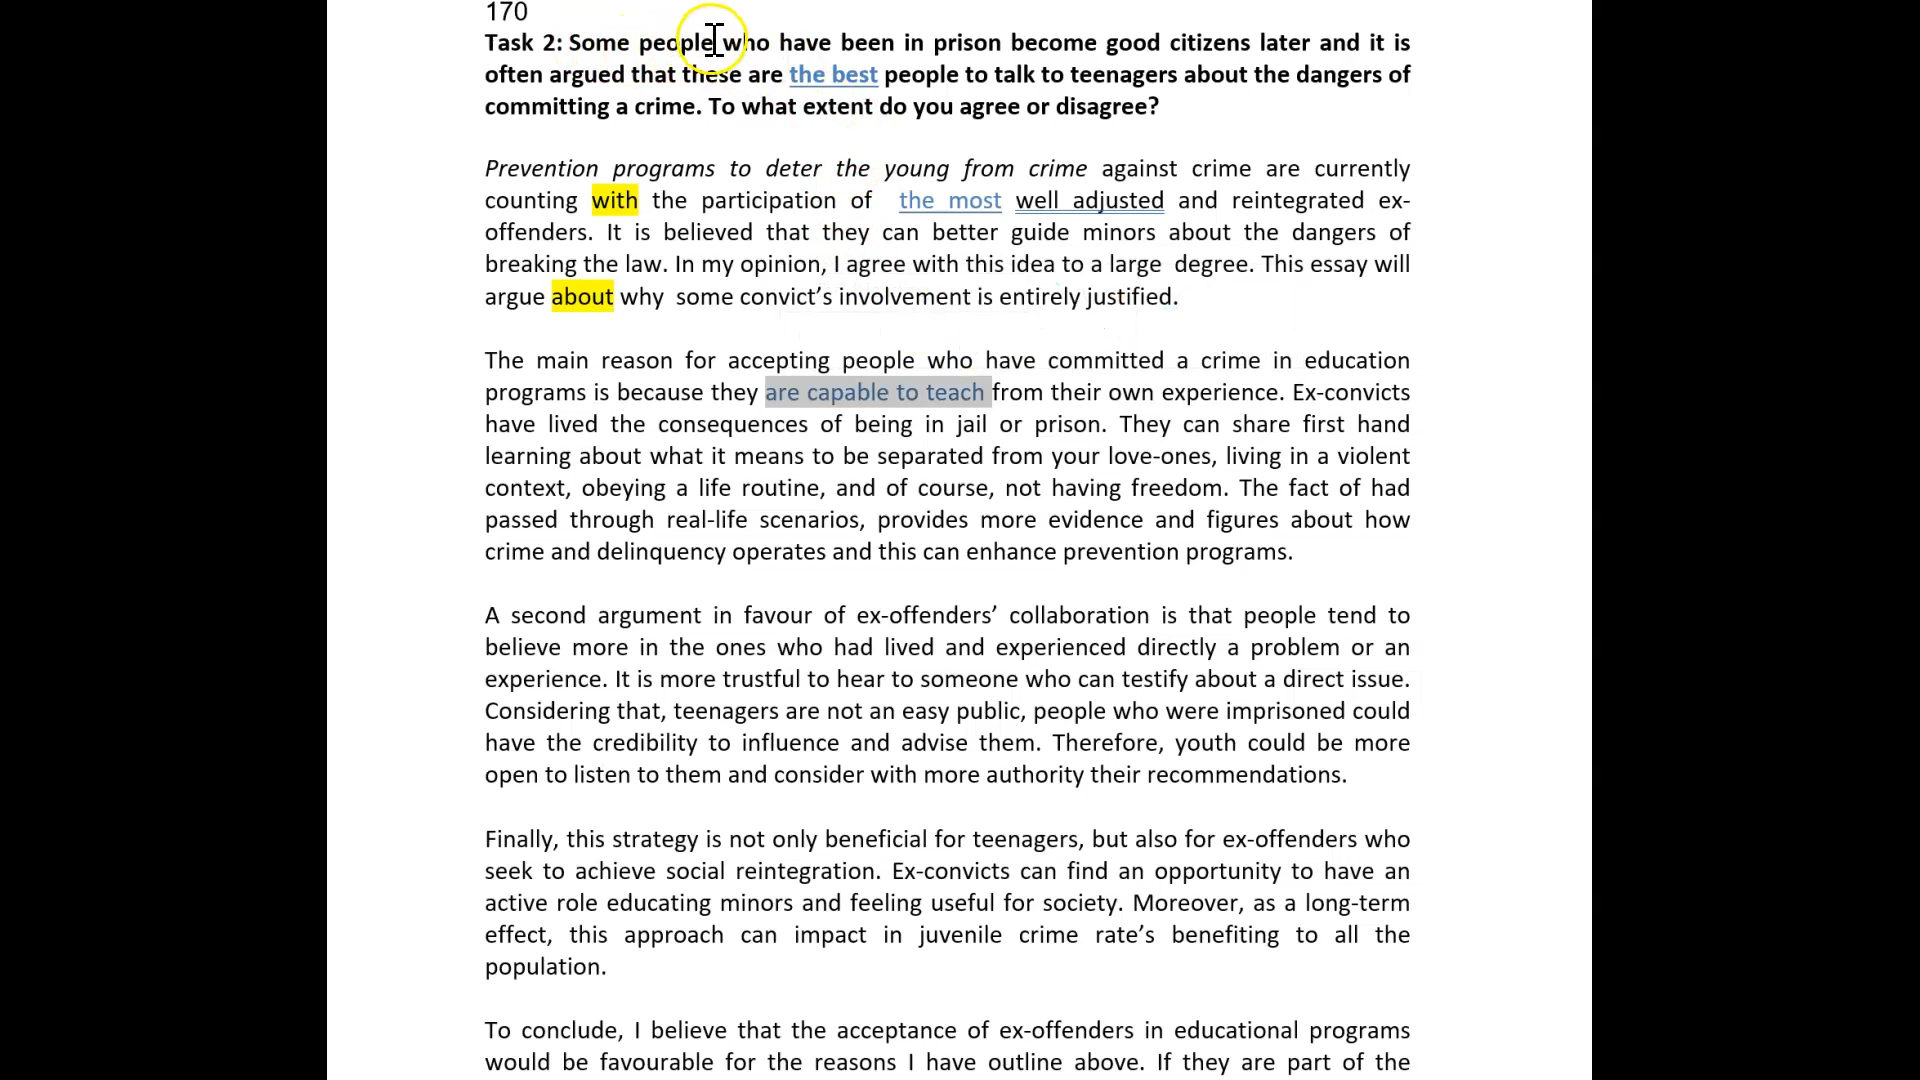 170
Task 2: Some people who have been in prison become good citizens later and it is
often argued that these are the best people to talk to teenagers about the dangers of
committing a crime. To what extent do you agree or disagree?
Prevention programs to deter the young from crime against crime are currently
counting with the participation of the most well adjusted and reintegrated ex-
offenders. It is believed that they can better guide minors about the dangers of
breaking the law. In my opinion, I agree with this idea to a large degree. This essay will
argue about why some convict’s involvement is entirely justified.
The main reason for accepting people who have committed a crime in education
programs is because they are capable to teach from their own experience. Ex-convicts
have lived the consequences of being in jail or prison. They can share first hand
learning about what it means to be separated from your love-ones, living in a violent
context, obeying a life routine, and of course, not having freedom. The fact of had
passed through real-life scenarios, provides more evidence and figures about how
crime and delinquency operates and this can enhance prevention programs.
A second argument in favour of ex-offenders’ collaboration is that people tend to
believe more in the ones who had lived and experienced directly a problem or an
experience. It is more trustful to hear to someone who can testify about a direct issue.
Considering that, teenagers are not an easy public, people who were imprisoned could
have the credibility to influence and advise them. Therefore, youth could be more
open to listen to them and consider with more authority their recommendations.
Finally, this strategy is not only beneficial for teenagers, but also for ex-offenders who
seek to achieve social reintegration. Ex-convicts can find an opportunity to have an
active role educating minors and feeling useful for society. Moreover, as a long-term
effect, this approach can impact in juvenile crime rate’s benefiting to all the
population.
To conclude, I believe that the acceptance of ex-offenders in educational programs
would be favourable for the reasons I have outline above. If they are part of the